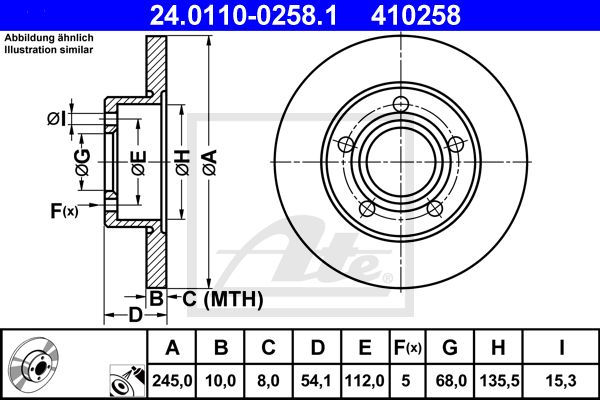 24.0110-0258.1 410258
Abbildung ähnlich
Illustration similar
ØI
ØG
ØE
ØH
ØA
F(x)
B
C (MTH)
D
Ate
A B C D E F(x) G H I
245,0 10,0 8,0 54,1 112,0 5 68,0 135,5 15,3